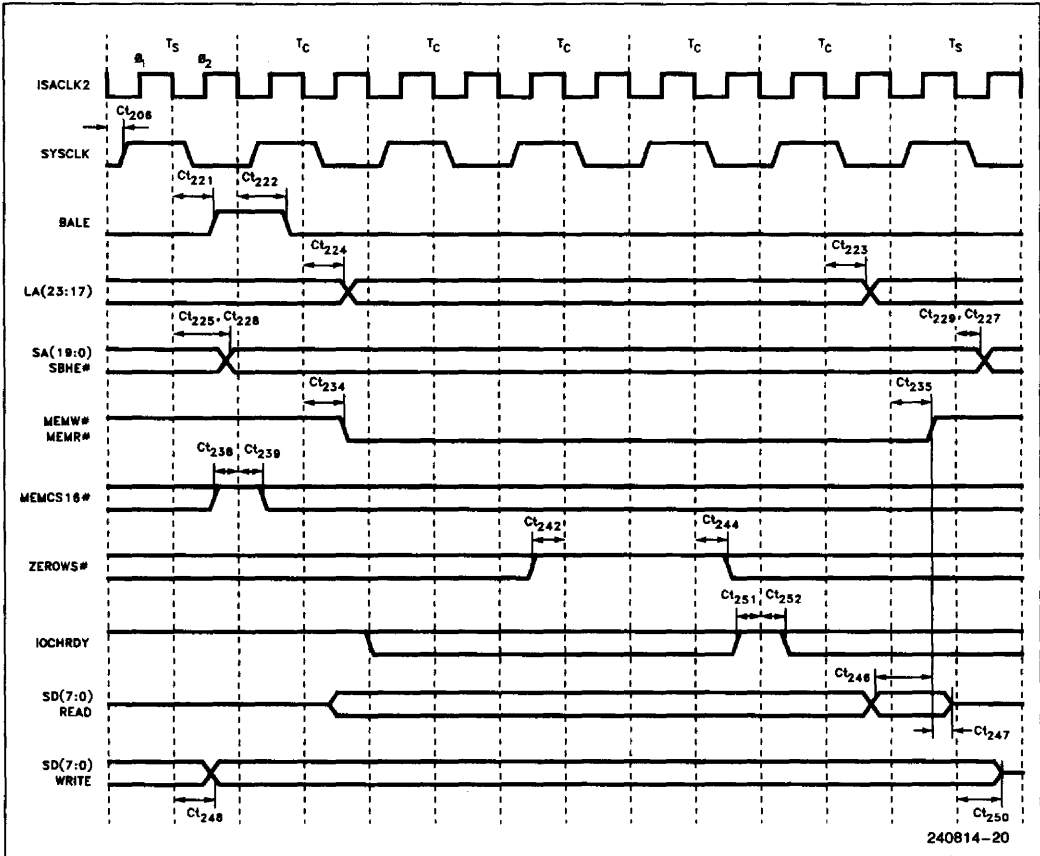 TS TC TC TC TC TC TS
Ø1 Ø2
ISACLK2
Ct206
SYSCLK
Ct221 Ct222
BALE
Ct224 Ct223
LA(23:17)
Ct225, Ct228 Ct229, Ct227
SA(19:0)
SBHE#
Ct234 Ct235
MEMW#
MEMR#
Ct238 Ct239
MEMCS16#
Ct242 Ct244
ZEROWS#
Ct251 Ct252
IOCHRDY
Ct246
SD(7:0)
READ
Ct247
SD(7:0)
WRITE
Ct248 Ct250
240814-20